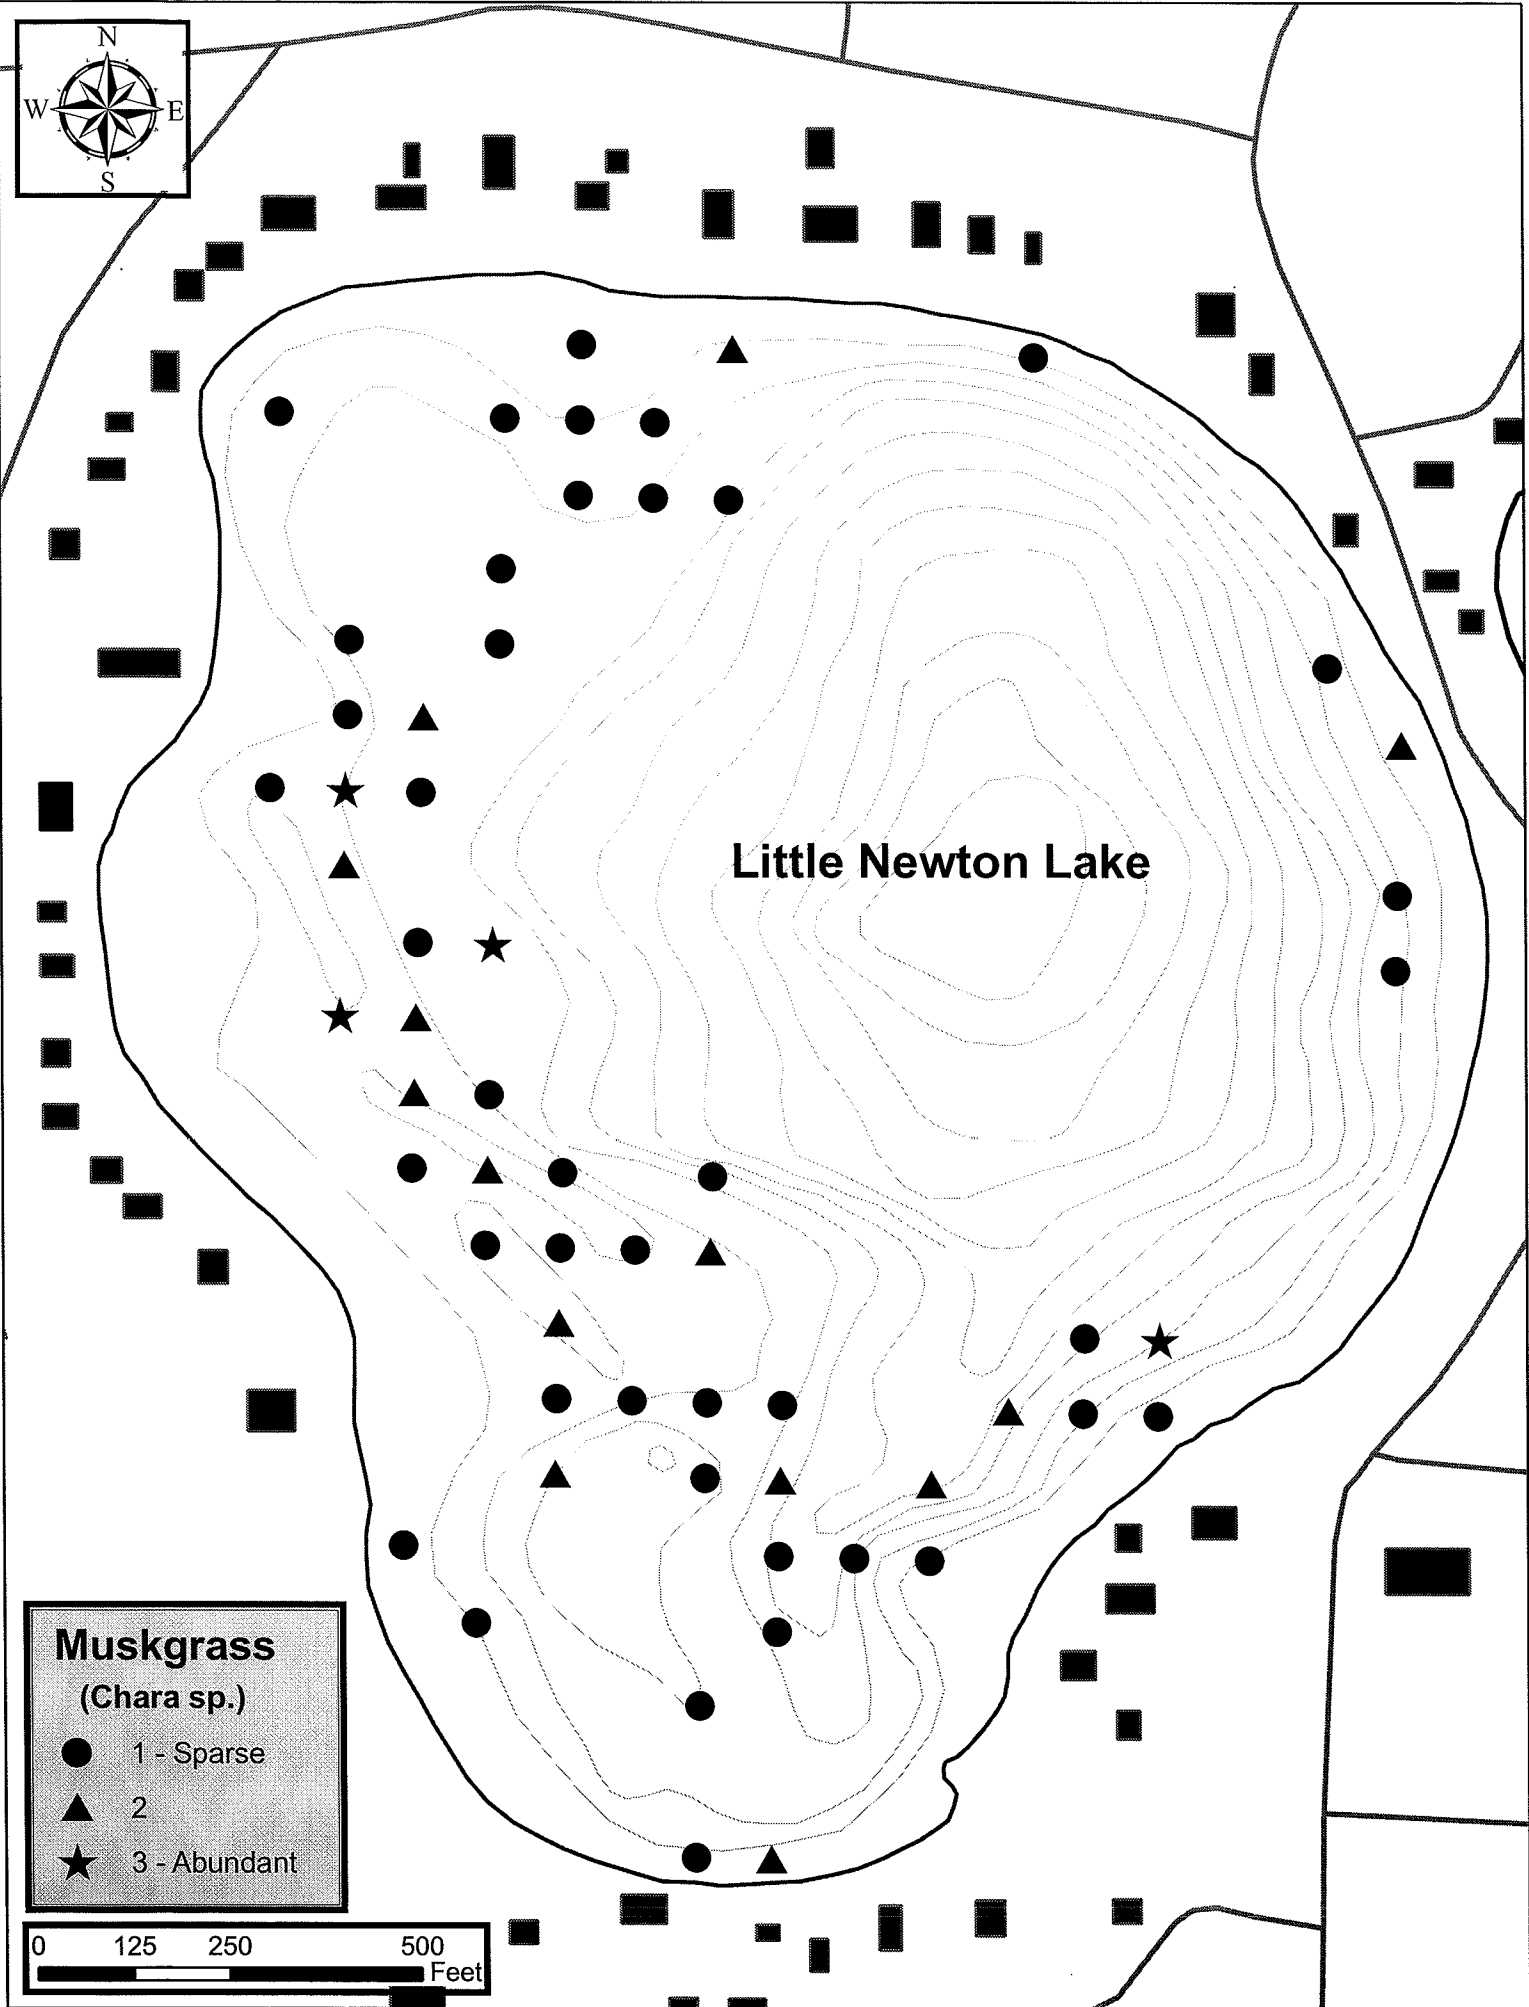 N
W E
S
Little Newton Lake
Muskgrass
(Chara sp.)
1 - Sparse
2
3 - Abundant
0 125 250 500
Feet